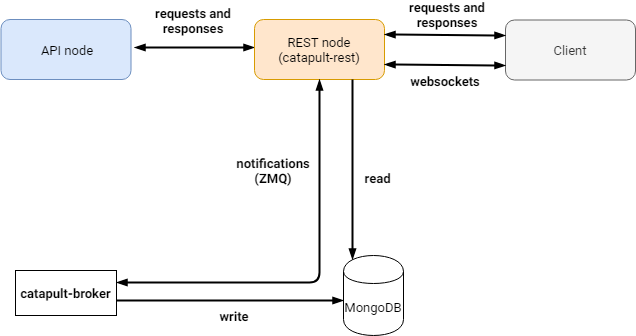 requests and
responses
requests and
responses
API node
REST node
(catapult-rest)
Client
websockets
notifications
(ZMQ)
read
catapult-broker
MongoDB
write